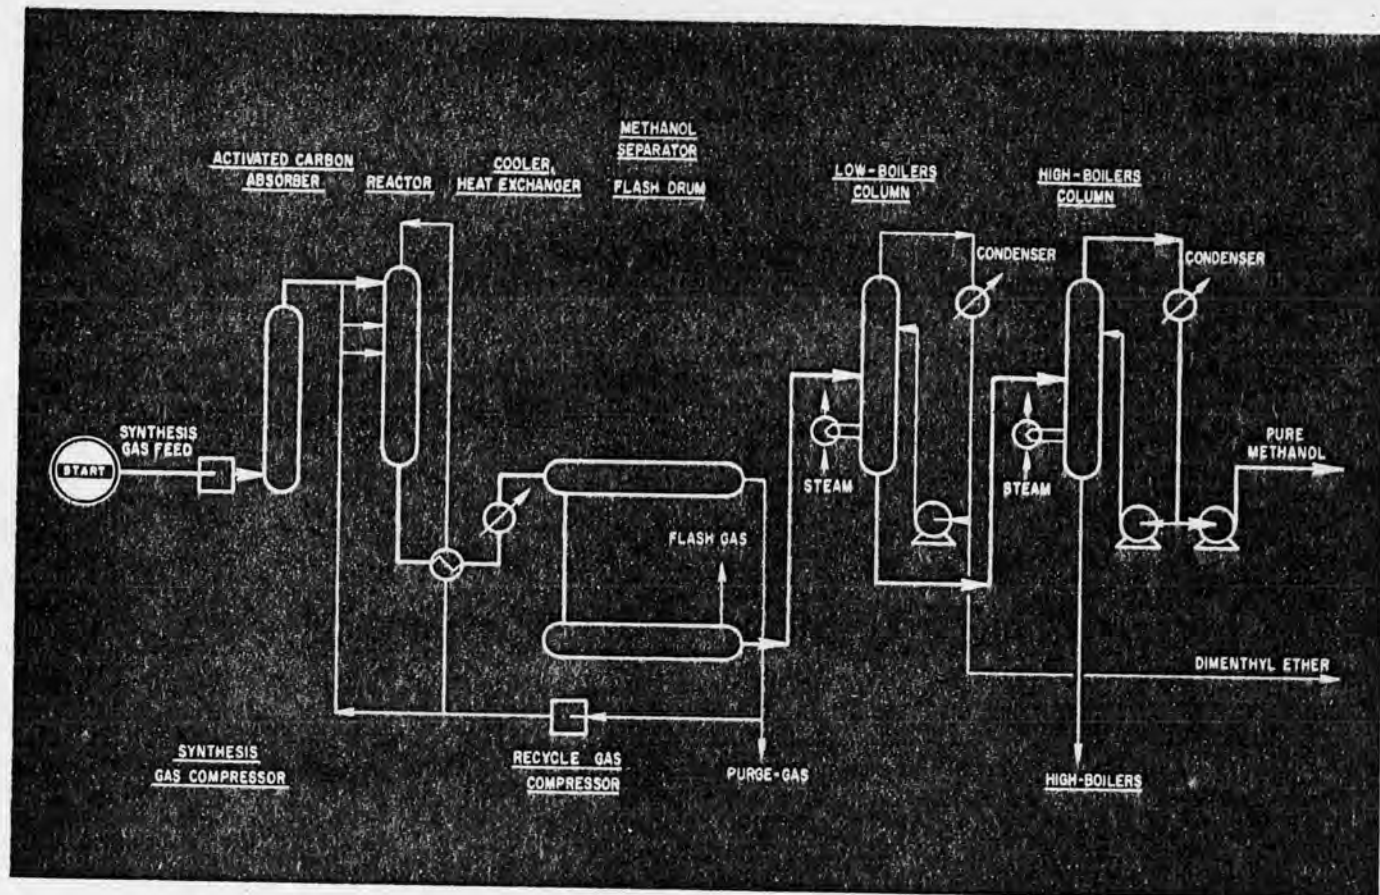 METHANOL
SEPARATOR
FLASH DRUM
ACTIVATED CARBON
ABSORBER
REACTOR
COOLER,
HEAT EXCHANGER
LOW-BOILERS
COLUMN
HIGH-BOILERS
COLUMN
CONDENSER
CONDENSER
SYNTHESIS
GAS FEED
START
STEAM
STEAM
PURE
METHANOL
FLASH GAS
DIMENTHYL ETHER
SYNTHESIS
GAS COMPRESSOR
RECYCLE GAS
COMPRESSOR
PURGE-GAS
HIGH-BOILERS